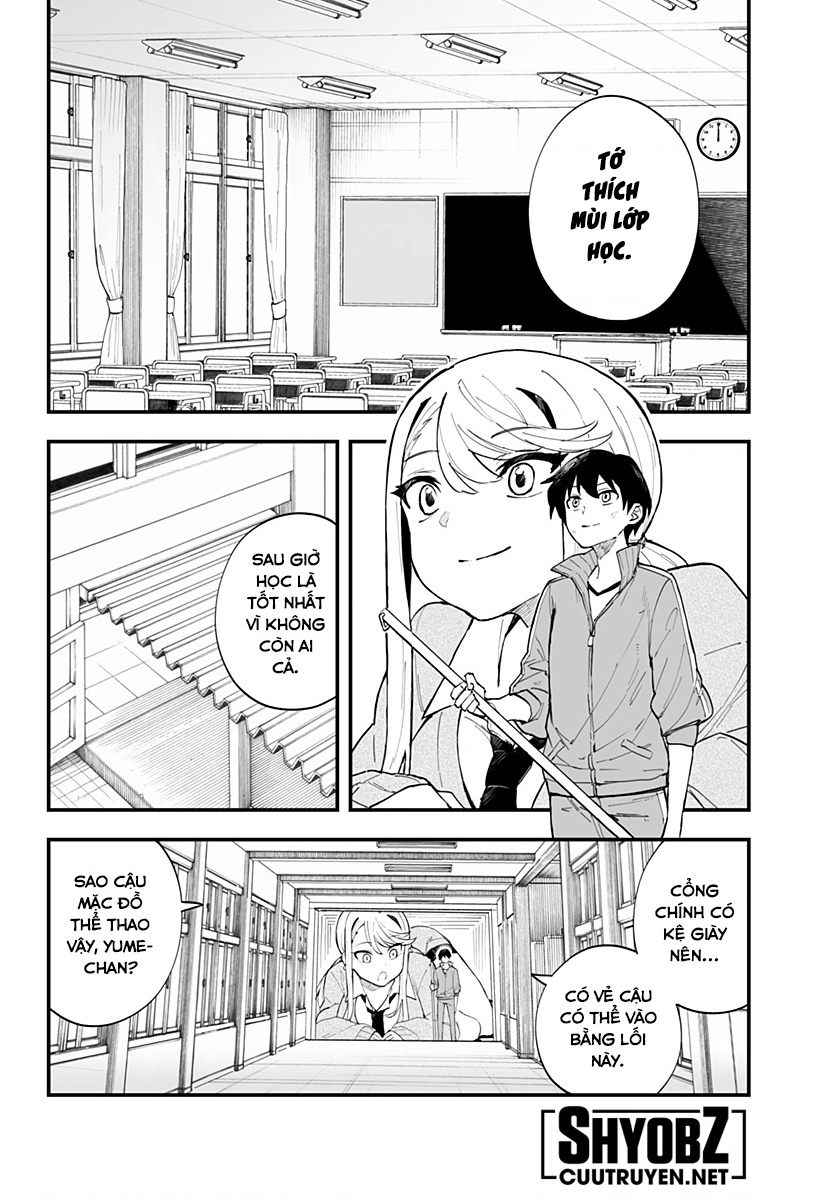 TỚ
THÍCH
MÙI LỚP
HỌC.
SAU GIỜ
HỌC LÀ
TỐT NHẤT
VÌ KHÔNG
CÒN AI
CẢ.
CỔNG
CHÍNH CÓ
KỆ GIÀY
NÊN...
CÓ VẺ CẬU
CÓ THỂ VÀO
BẰNG LỐI
NÀY.
SAO CẬU
MẶC ĐỒ
THỂ THAO
VẬY, YUME-
CHAN?
SHYOBZ
CUUTRUYEN.NET